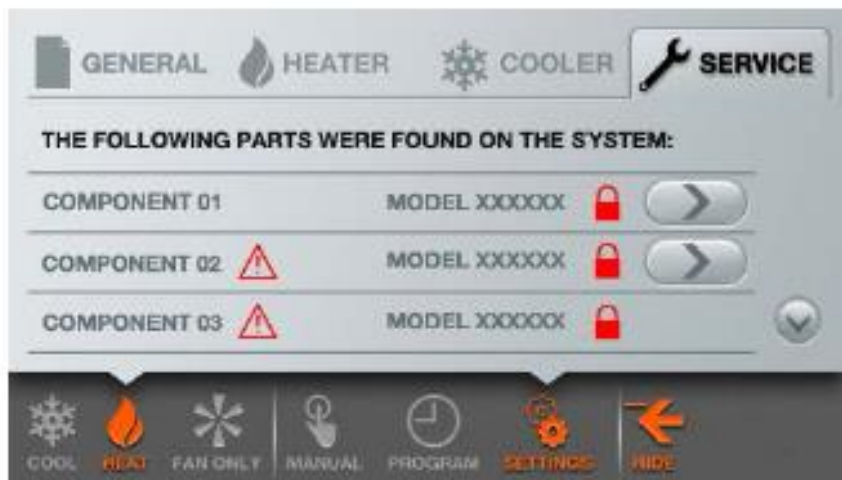 GENERAL HEATER COOLER SERVICE
THE FOLLOWING PARTS WERE FOUND ON THE SYSTEM:
COMPONENT 01 MODEL XXXXXX
COMPONENT 02 MODEL XXXXXX
COMPONENT 03 MODEL XXXXXX
COOL HEAT FAN ONLY MANUAL PROGRAM SETTINGS HIDE